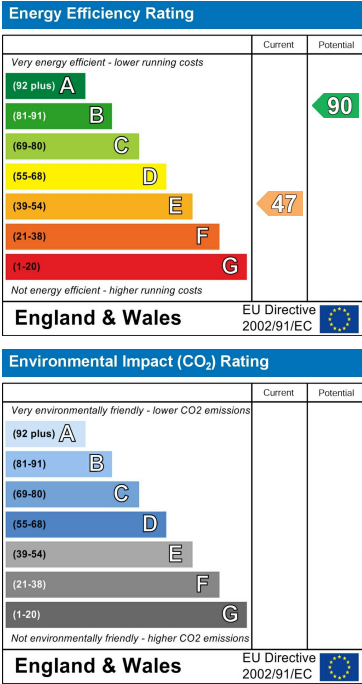 Energy Efficiency Rating
Current Potential
Very energy efficient - lower running costs
(92 plus) A
(81-91) B
(69-80) C
(55-68) D
(39-54) E
(21-38) F
(1-20) G
90
47
Not energy efficient - higher running costs
England & Wales
EU Directive
2002/91/EC
Environmental Impact (CO₂) Rating
Current Potential
Very environmentally friendly - lower CO2 emissions
(92 plus) A
(81-91) B
(69-80) C
(55-68) D
(39-54) E
(21-38) F
(1-20) G
Not environmentally friendly - higher CO2 emissions
England & Wales
EU Directive
2002/91/EC